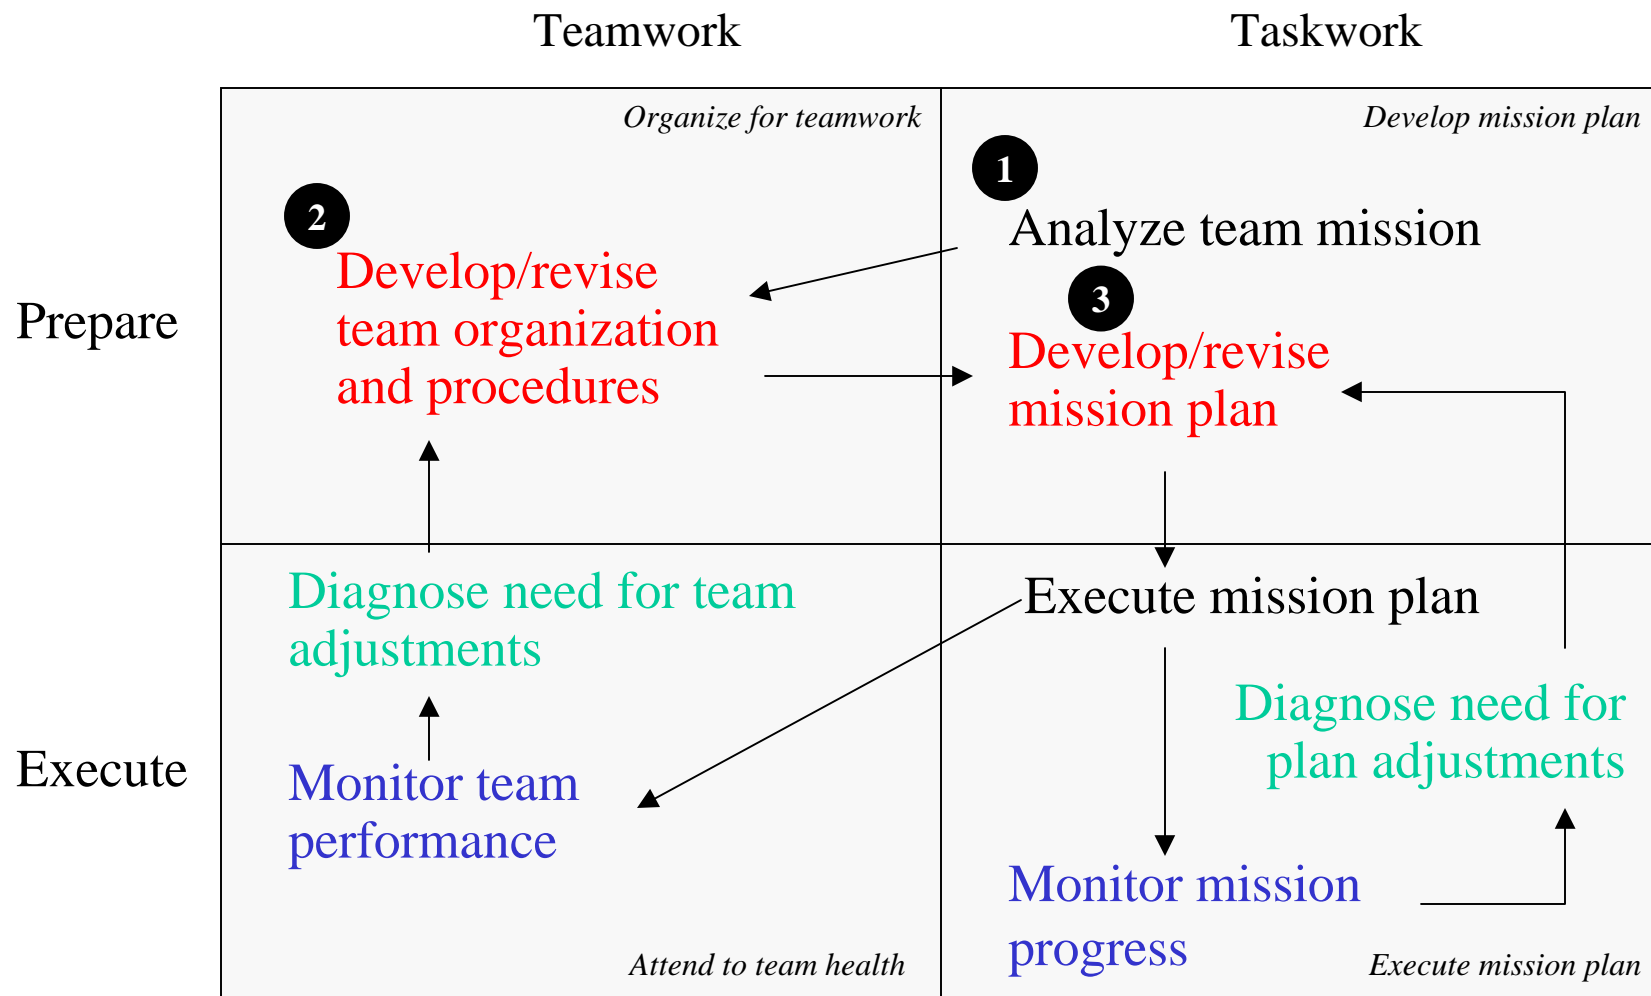 Teamwork
Taskwork
Organize for teamwork
Develop mission plan
Prepare
2
Develop/revise
team organization
and procedures
1
Analyze team mission
3
Develop/revise
mission plan
Execute
Diagnose need for team
adjustments
Monitor team
performance
Attend to team health
Execute mission plan
Diagnose need for
plan adjustments
Monitor mission
progress
Execute mission plan